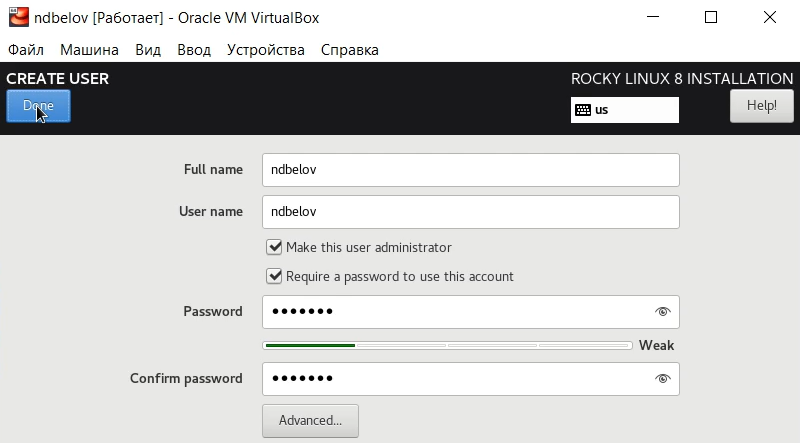 ndbelov [Работает] - Oracle VM VirtualBox
Файл Машина Вид Ввод Устройства Справка
CREATE USER
ROCKY LINUX 8 INSTALLATION
Done
us
Help!
Full name ndbelov
User name ndbelov
Make this user administrator
Require a password to use this account
Password •••••••
Weak
Confirm password •••••••
Advanced...